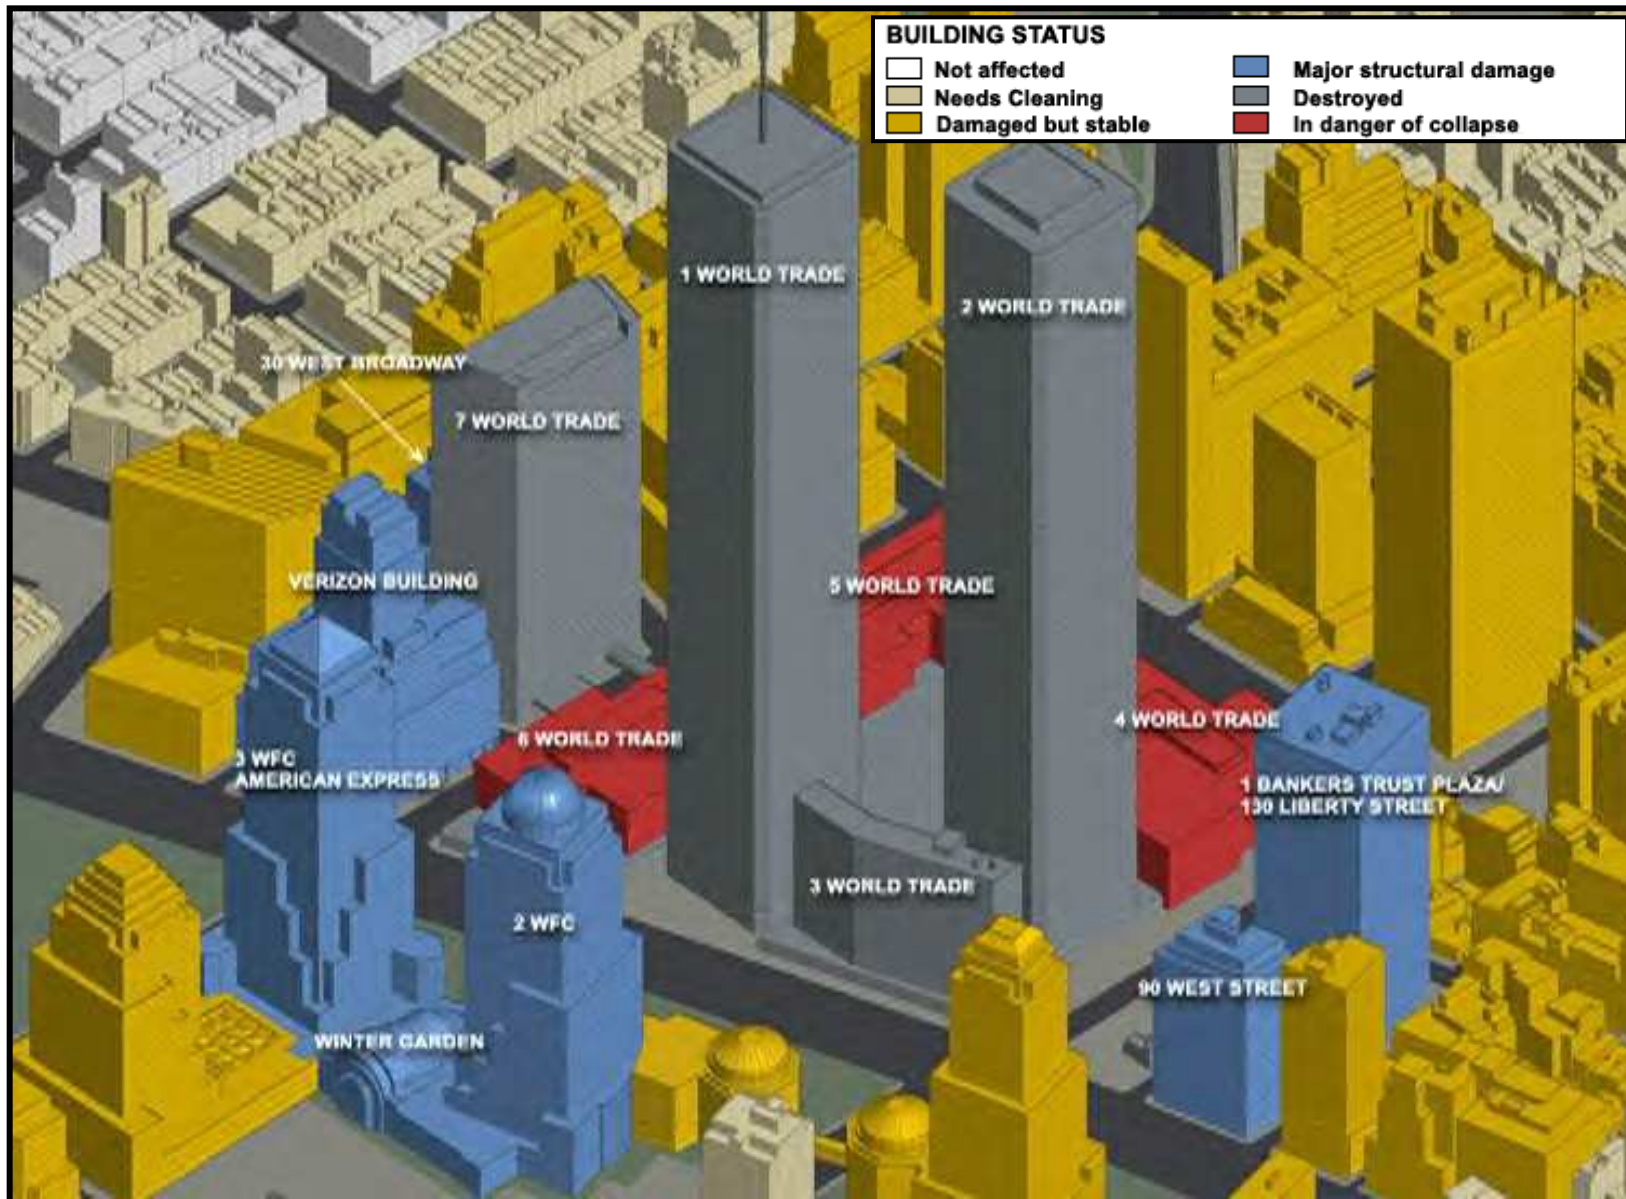 BUILDING STATUS
Not affected
Needs Cleaning
Damaged but stable
Major structural damage
Destroyed
In danger of collapse
1 WORLD TRADE
2 WORLD TRADE
30 WEST BROADWAY
7 WORLD TRADE
VERIZON BUILDING
5 WORLD TRADE
4 WORLD TRADE
6 WORLD TRADE
3 WFC
AMERICAN EXPRESS
1 BANKERS TRUST PLAZA/
130 LIBERTY STREET
3 WORLD TRADE
2 WFC
90 WEST STREET
WINTER GARDEN